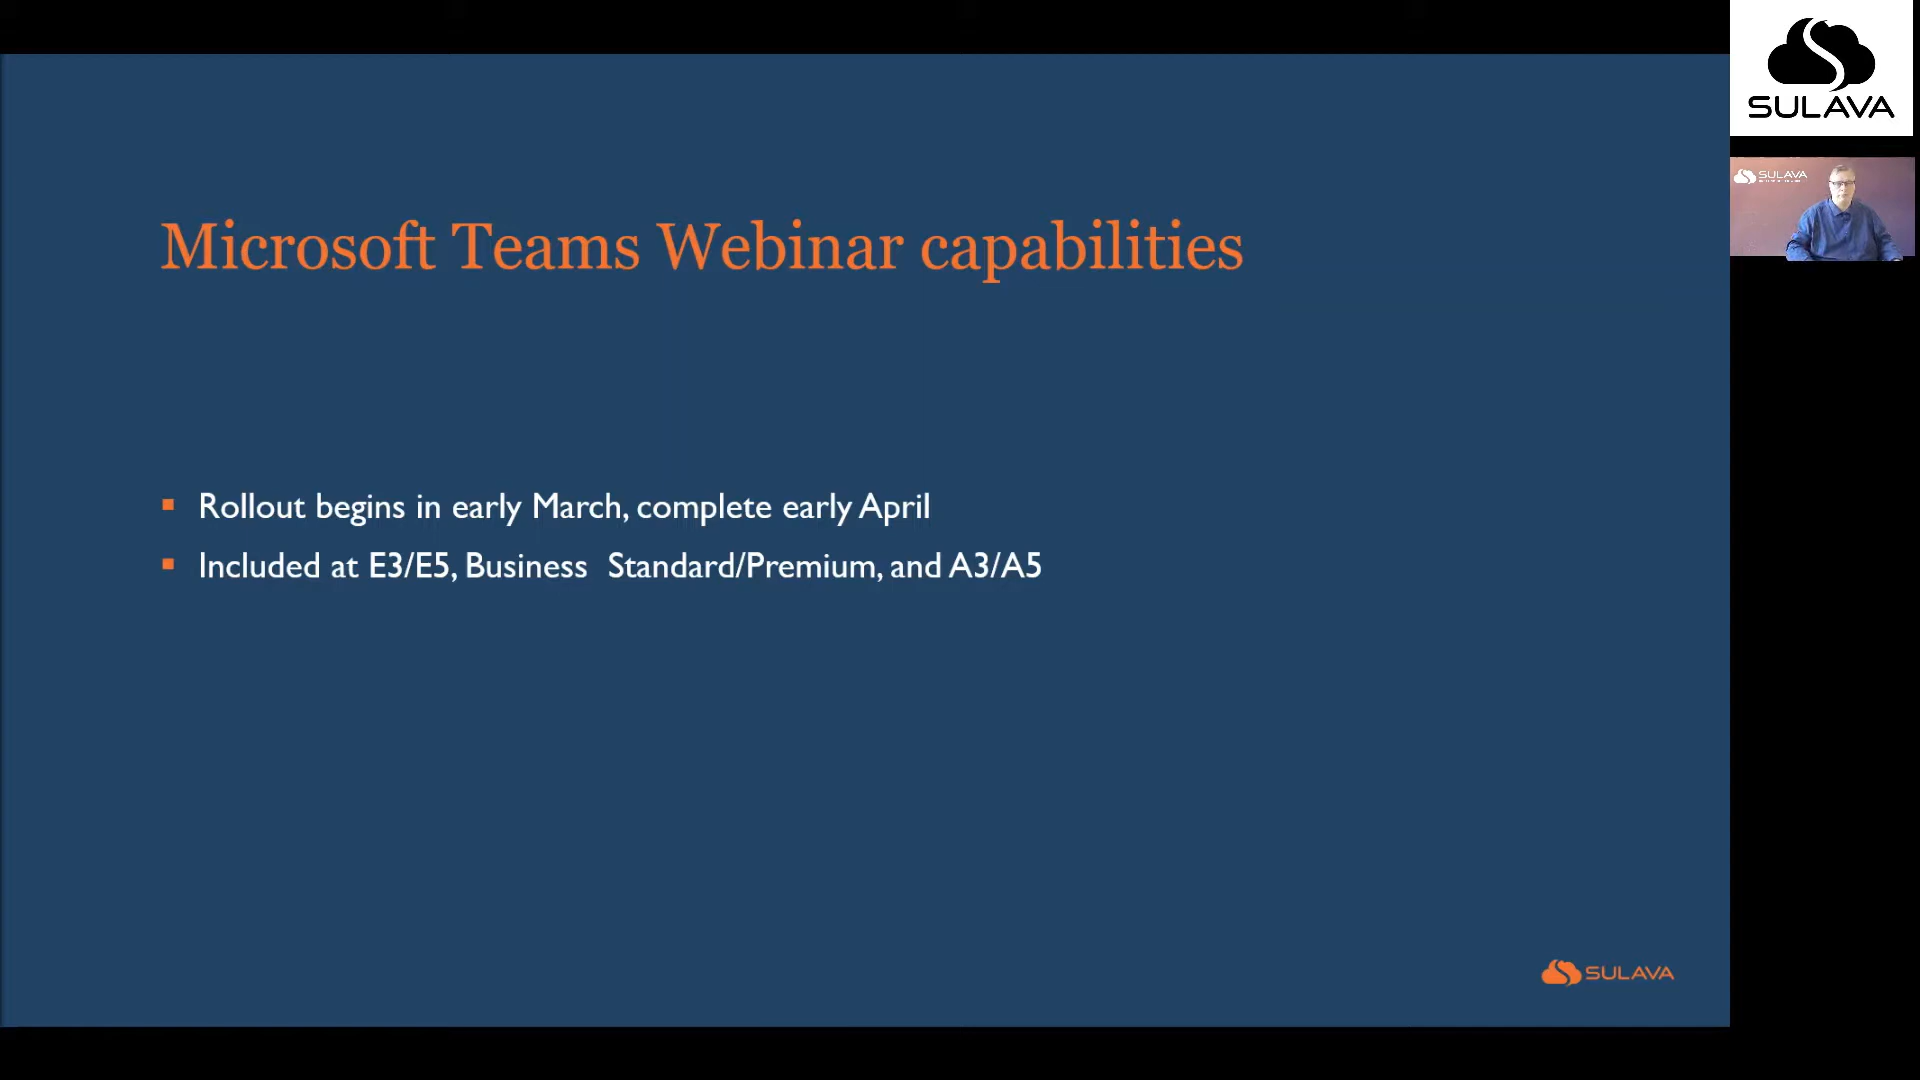 SULAVA
SULAVA
Microsoft Teams Webinar capabilities
Rollout begins in early March, complete early April
Included at E3/E5, Business  Standard/Premium, and A3/A5
SULAVA